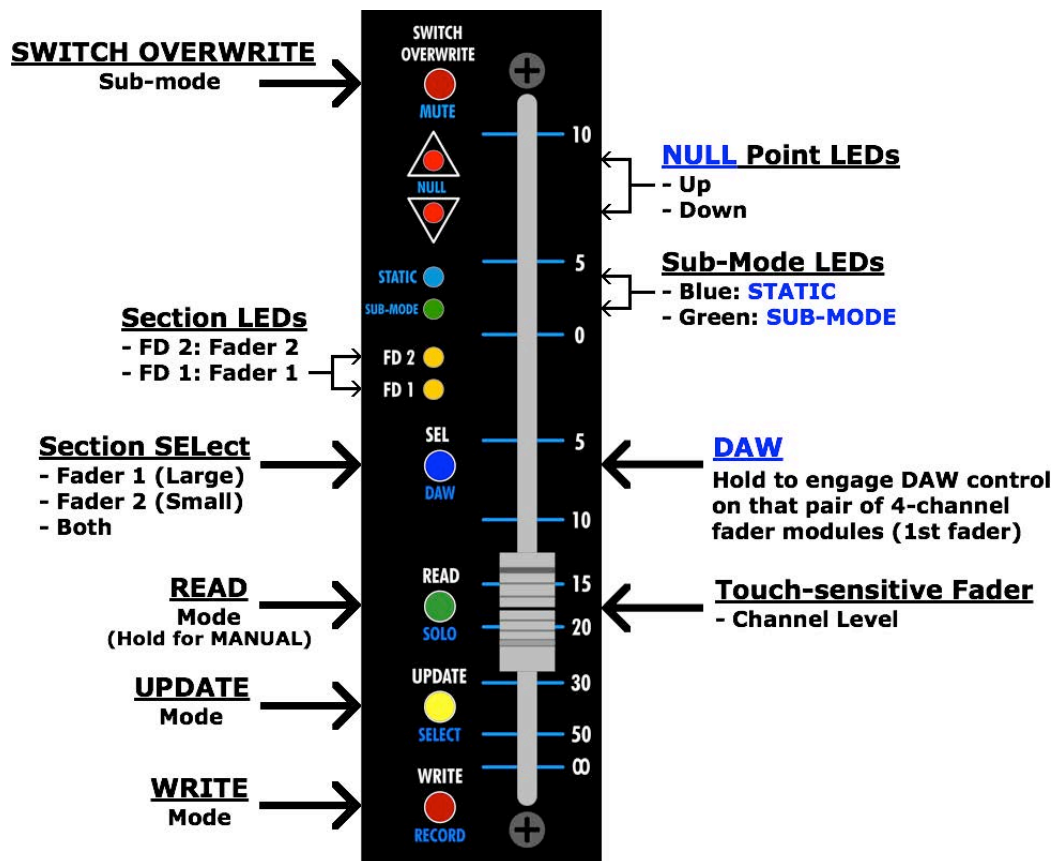 SWITCH OVERWRITE
Sub-mode
Section LEDs
- FD 2: Fader 2
- FD 1: Fader 1
Section SELect
- Fader 1 (Large)
- Fader 2 (Small)
- Both
READ
Mode
(Hold for MANUAL)
UPDATE
Mode
WRITE
Mode
SWITCH
OVERWRITE
MUTE
NULL
STATIC
SUB-MODE
FD 2
FD 1
SEL
DAW
READ
SOLO
UPDATE
SELECT
WRITE
RECORD
10
5
0
5
10
15
20
30
50
∞
NULL Point LEDs
- Up
- Down
Sub-Mode LEDs
- Blue: STATIC
- Green: SUB-MODE
DAW
Hold to engage DAW control
on that pair of 4-channel
fader modules (1st fader)
Touch-sensitive Fader
- Channel Level